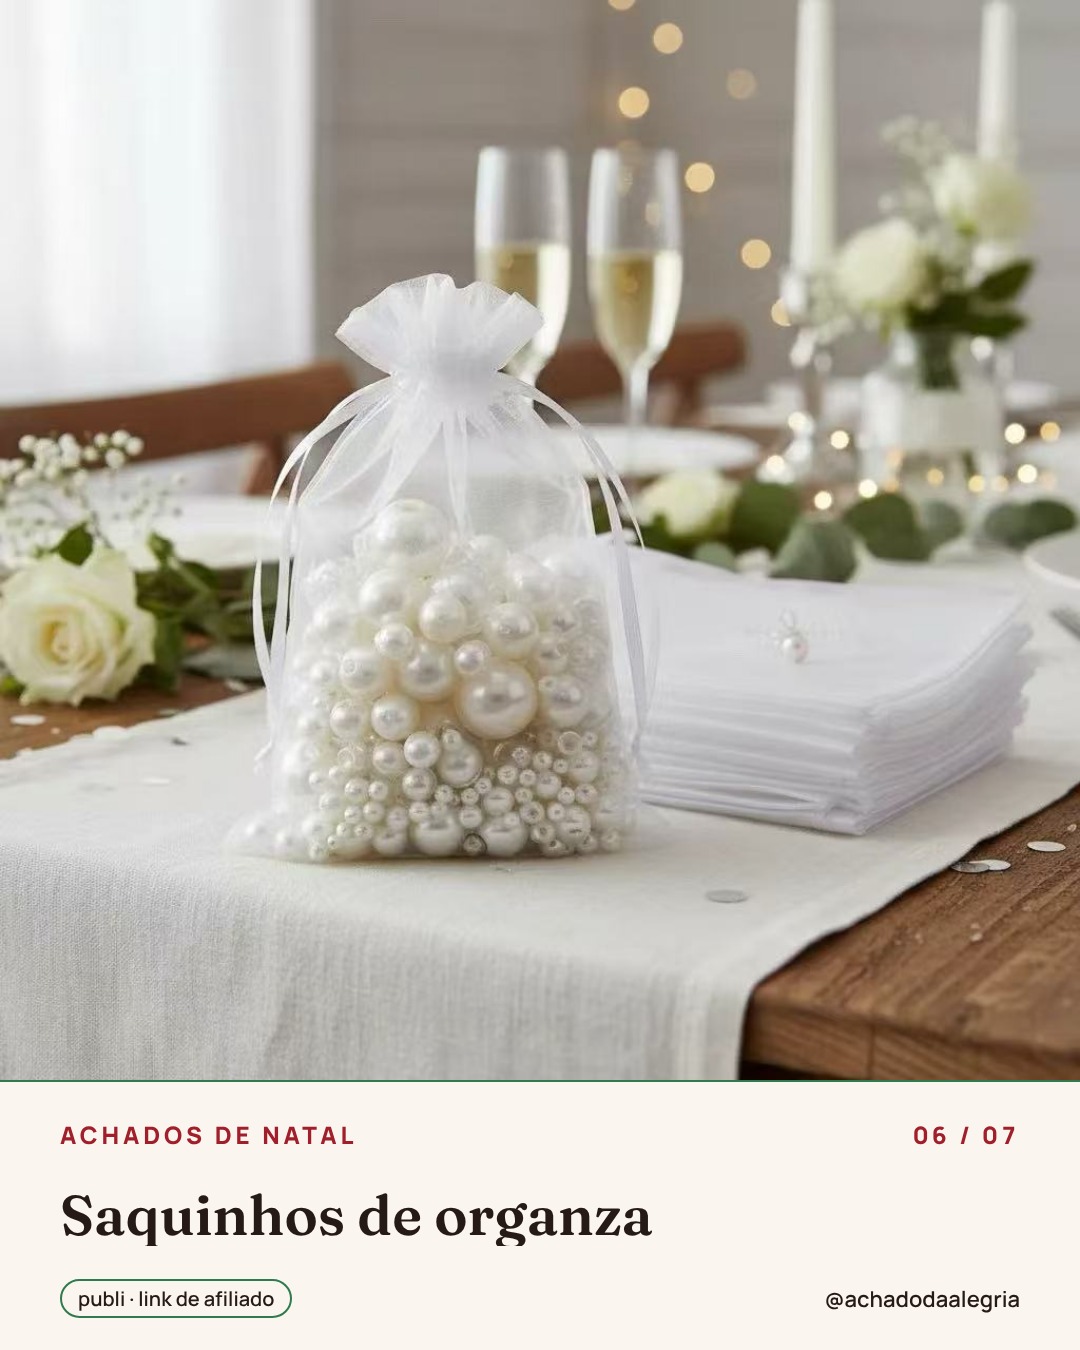 ACHADOS DE NATAL
06 / 07
Saquinhos de organza
publi · link de afiliado
@achadodaalegria